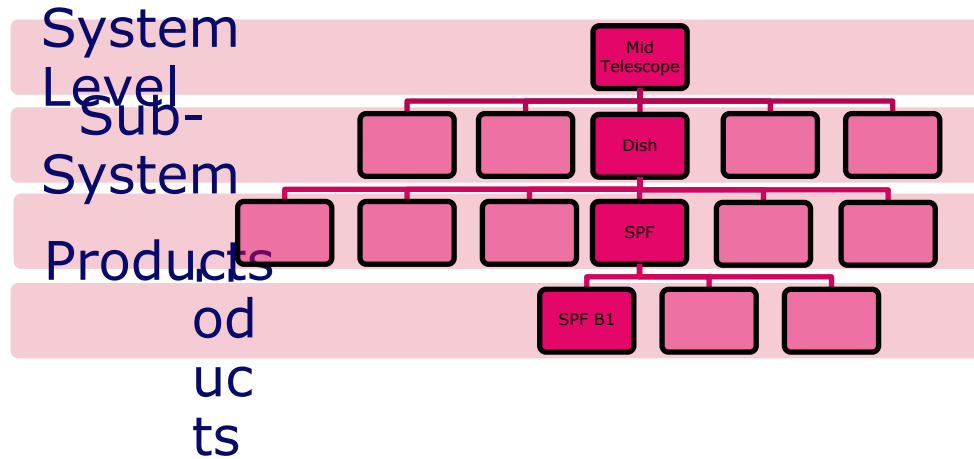 System
Level
Mid
Telescope
Sub-
System
Dish
Products
SPF
od
uc
ts
SPF B1